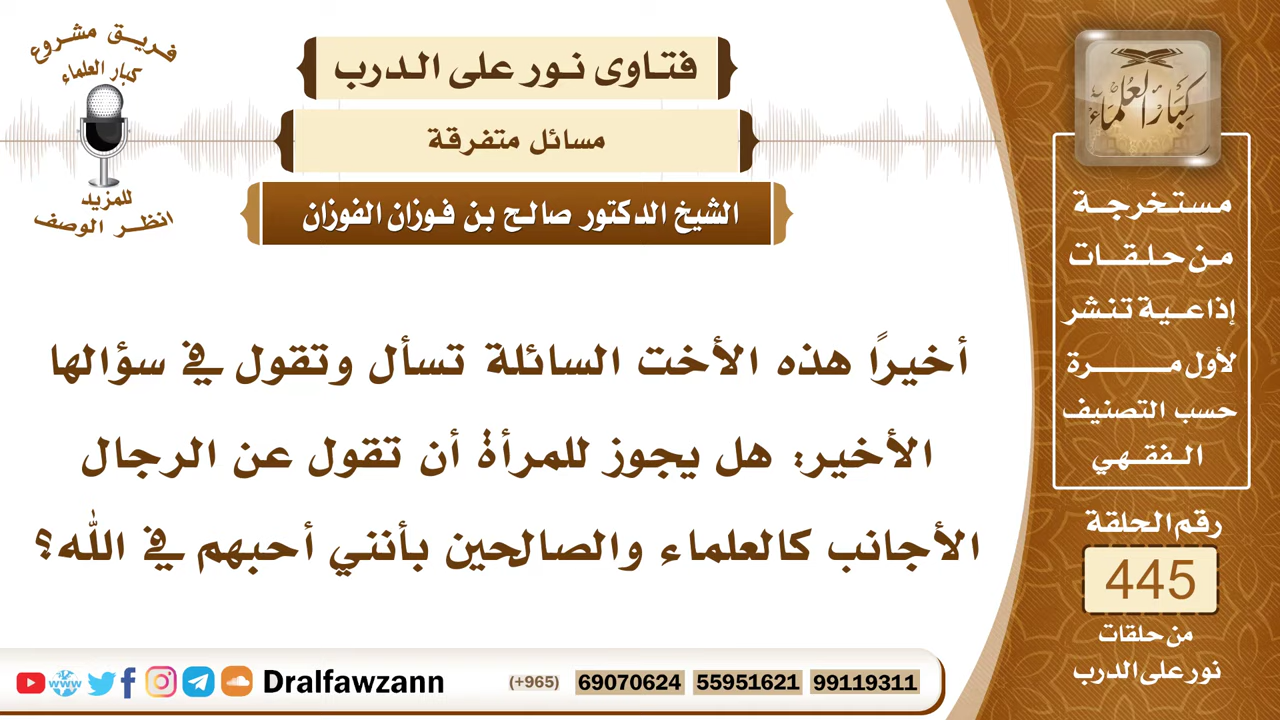 فريق مشروع
كبار العلماء
للمزيد
انظر الوصف
فتاوى نور على الدرب
مسائل متفرقة
الشيخ الدكتور صالح بن فوزان الفوزان
أخيرًا هذه الأخت السائلة تسأل وتقول في سؤالها
الأخير: هل يجوز للمرأة أن تقول عن الرجال
الأجانب كالعلماء والصالحين بأنني أحبهم في الله؟
كبار العلماء
مستخرجة
من حلقات
إذاعية تنشر
لأول مرة
حسب التصنيف
الفقهي
رقم الحلقة
445
من حلقات
نور على الدرب
www
Dralfawzann (+965) 69070624 55951621 99119311